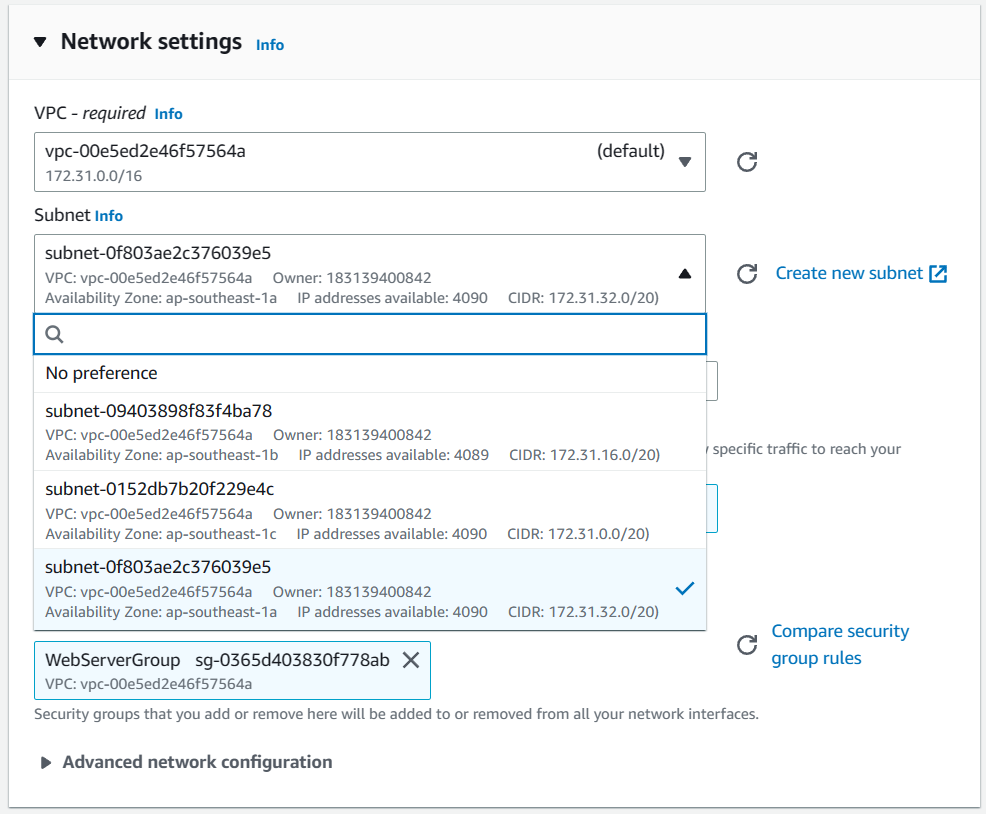 Network settings Info
VPC - required Info
vpc-00e5ed2e46f57564a (default)
172.31.0.0/16
Subnet Info
subnet-0f803ae2c376039e5
VPC: vpc-00e5ed2e46f57564a Owner: 183139400842
Availability Zone: ap-southeast-1a IP addresses available: 4090 CIDR: 172.31.32.0/20)
Create new subnet
No preference
subnet-09403898f83f4ba78
VPC: vpc-00e5ed2e46f57564a Owner: 183139400842
Availability Zone: ap-southeast-1b IP addresses available: 4089 CIDR: 172.31.16.0/20)
specific traffic to reach your
subnet-0152db7b20f229e4c
VPC: vpc-00e5ed2e46f57564a Owner: 183139400842
Availability Zone: ap-southeast-1c IP addresses available: 4090 CIDR: 172.31.0.0/20)
subnet-0f803ae2c376039e5
VPC: vpc-00e5ed2e46f57564a Owner: 183139400842
Availability Zone: ap-southeast-1a IP addresses available: 4090 CIDR: 172.31.32.0/20)
Compare security
group rules
WebServerGroup sg-0365d403830f778ab
VPC: vpc-00e5ed2e46f57564a
Security groups that you add or remove here will be added to or removed from all your network interfaces.
Advanced network configuration